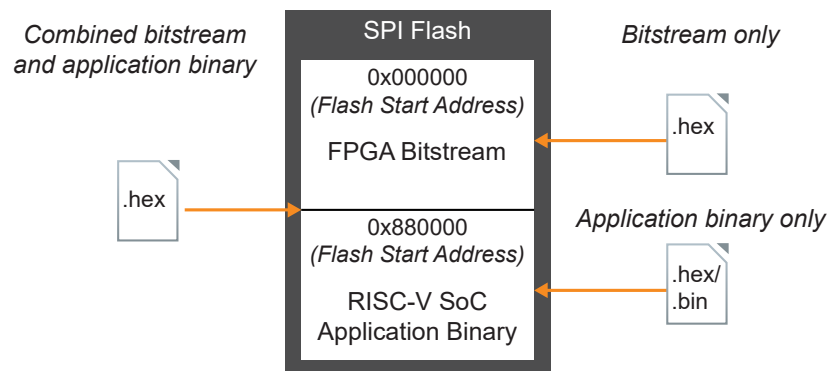 Combined bitstream
and application binary
.hex
SPI Flash
0x000000
(Flash Start Address)
FPGA Bitstream
0x880000
(Flash Start Address)
RISC-V SoC
Application Binary
Bitstream only
.hex
Application binary only
.hex/
.bin